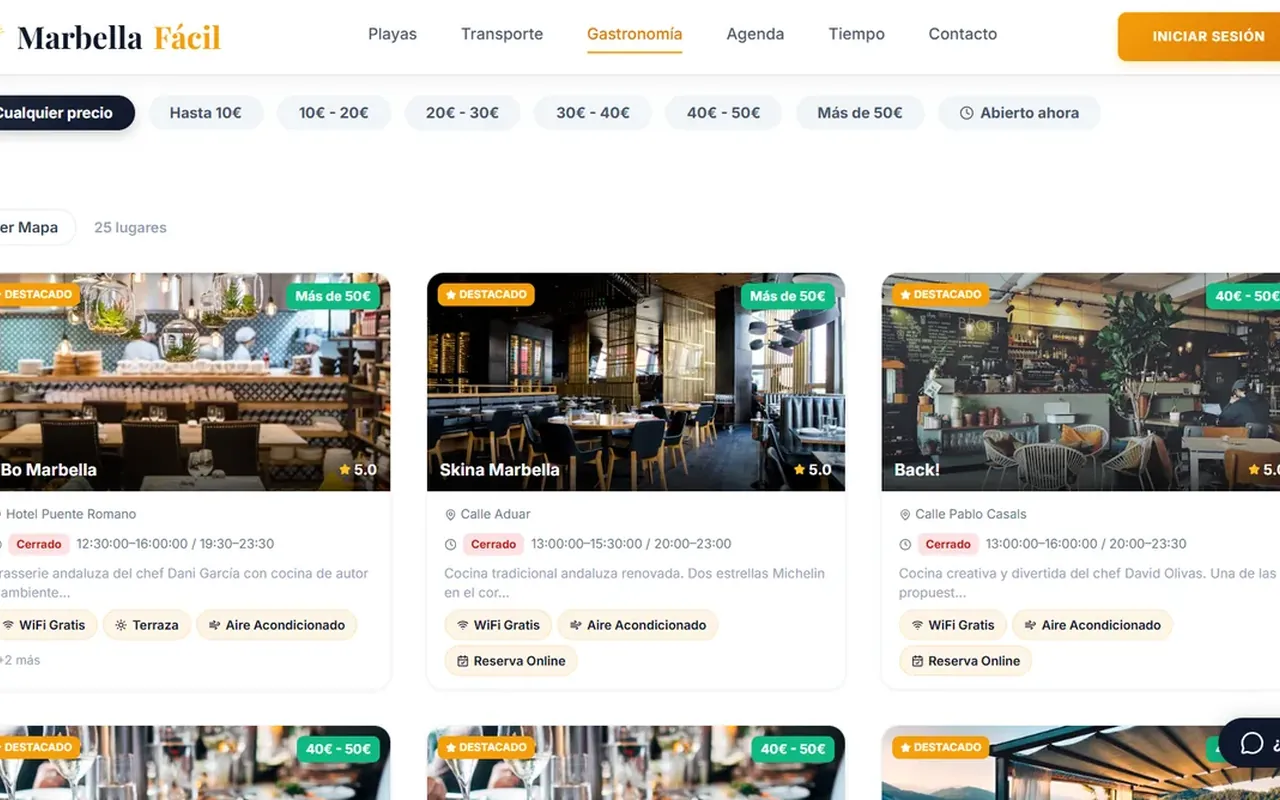 Marbella Fácil
Playas
Transporte
Gastronomía
Agenda
Tiempo
Contacto
INICIAR SESIÓN
Cualquier precio
Hasta 10€
10€ - 20€
20€ - 30€
30€ - 40€
40€ - 50€
Más de 50€
Abierto ahora
er Mapa
25 lugares
DESTACADO
Más de 50€
Bo Marbella
5.0
Hotel Puente Romano
Cerrado 12:30:00–16:00:00 / 19:30–23:30
rasserie andaluza del chef Dani García con cocina de autor
ambiente...
WiFi Gratis
Terraza
Aire Acondicionado
+2 más
DESTACADO
Más de 50€
Skina Marbella
5.0
Calle Aduar
Cerrado 13:00:00–15:30:00 / 20:00–23:00
Cocina tradicional andaluza renovada. Dos estrellas Michelin
en el cor...
WiFi Gratis
Aire Acondicionado
Reserva Online
DESTACADO
40€ - 50€
Back!
5.0
Calle Pablo Casals
Cerrado 13:00:00–16:00:00 / 20:00–23:30
Cocina creativa y divertida del chef David Olivas. Una de las
propuest...
WiFi Gratis
Aire Acondicionado
Reserva Online
DESTACADO
40€ - 50€
DESTACADO
40€ - 50€
DESTACADO